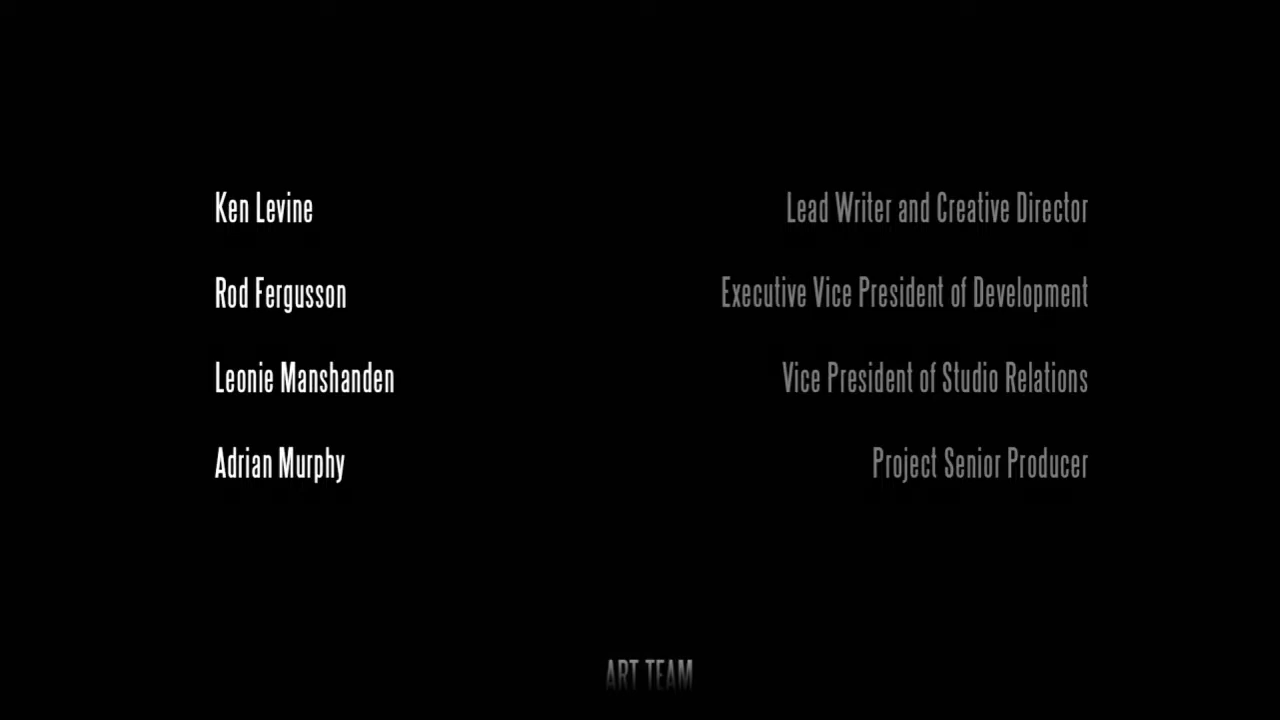 Ken Levine Lead Writer and Creative Director
Rod Fergusson Executive Vice President of Development
Leonie Manshanden Vice President of Studio Relations
Adrian Murphy Project Senior Producer
ART TEAM